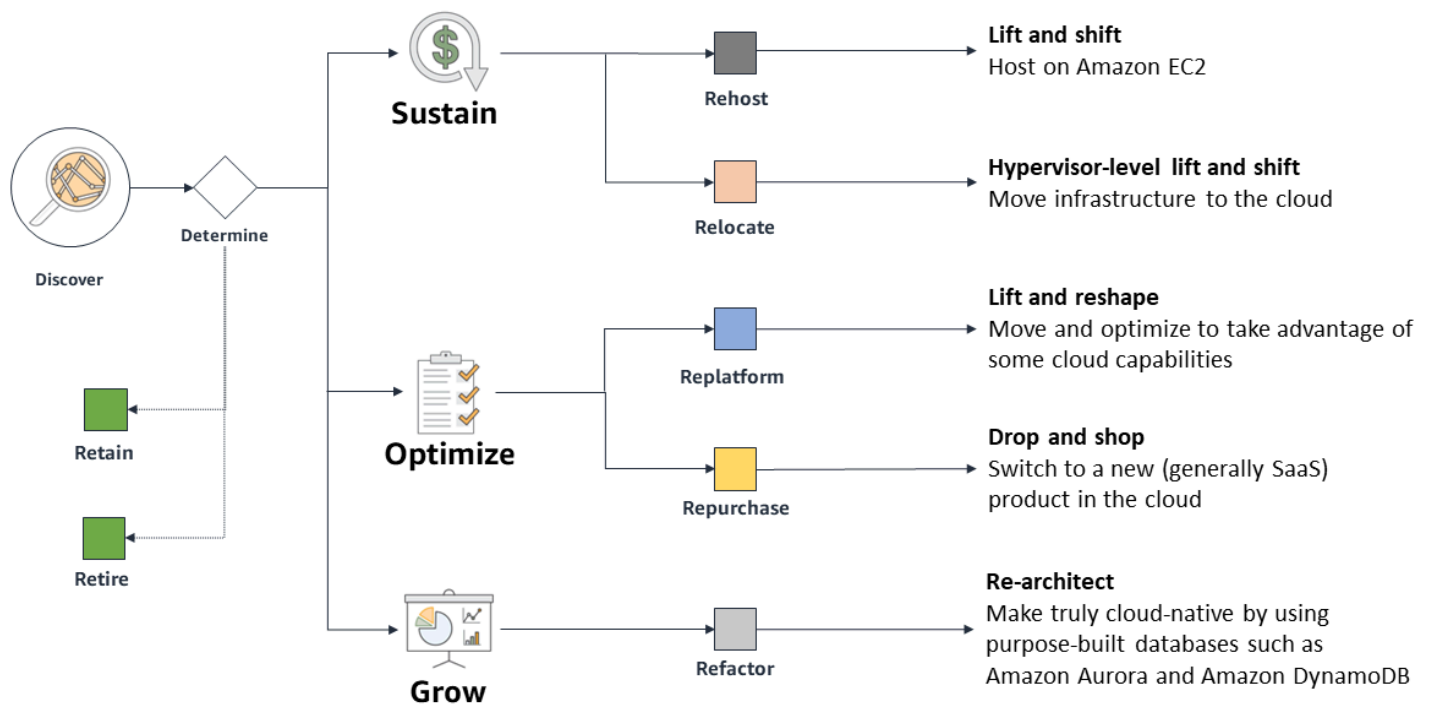 Discover
Determine
Retain
Retire
Sustain
Rehost
Lift and shift
Host on Amazon EC2
Relocate
Hypervisor-level lift and shift
Move infrastructure to the cloud
Optimize
Replatform
Lift and reshape
Move and optimize to take advantage of
some cloud capabilities
Repurchase
Drop and shop
Switch to a new (generally SaaS)
product in the cloud
Grow
Refactor
Re-architect
Make truly cloud-native by using
purpose-built databases such as
Amazon Aurora and Amazon DynamoDB